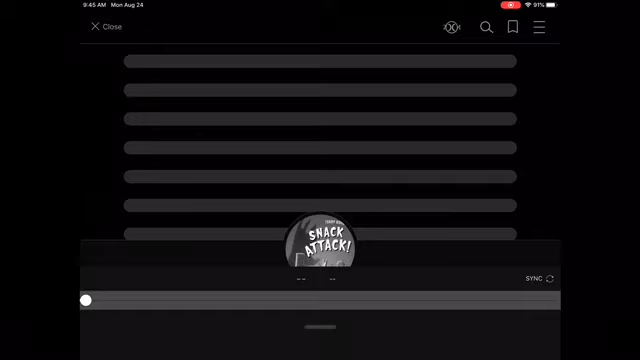 9:45 AM Mon Aug 24
91%
Close
SNACK
ATTACK!
-- --
SYNC